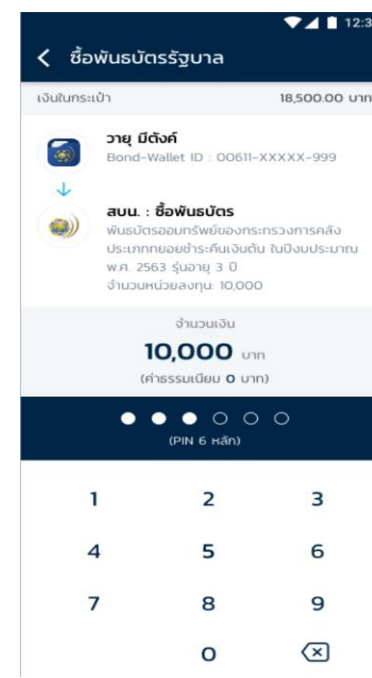 12:3
ซื้อพันธบัตรรัฐบาล
เงินในกระเป๋า 18,500.00 บาท
วายุ มีตังค์
Bond-Wallet ID : 00611-XXXXX-999
สบน. : ซื้อพันธบัตร
พันธบัตรออมทรัพย์ของกระทรวงการคลัง
ประเภททยอยชำระคืนเงินต้น ในปีงบประมาณ
พ.ศ. 2563 รุ่นอายุ 3 ปี
จำนวนหน่วยลงทุน: 10,000
จำนวนเงิน
10,000 บาท
(ค่าธรรมเนียม 0 บาท)
(PIN 6 หลัก)
1 2 3
4 5 6
7 8 9
0